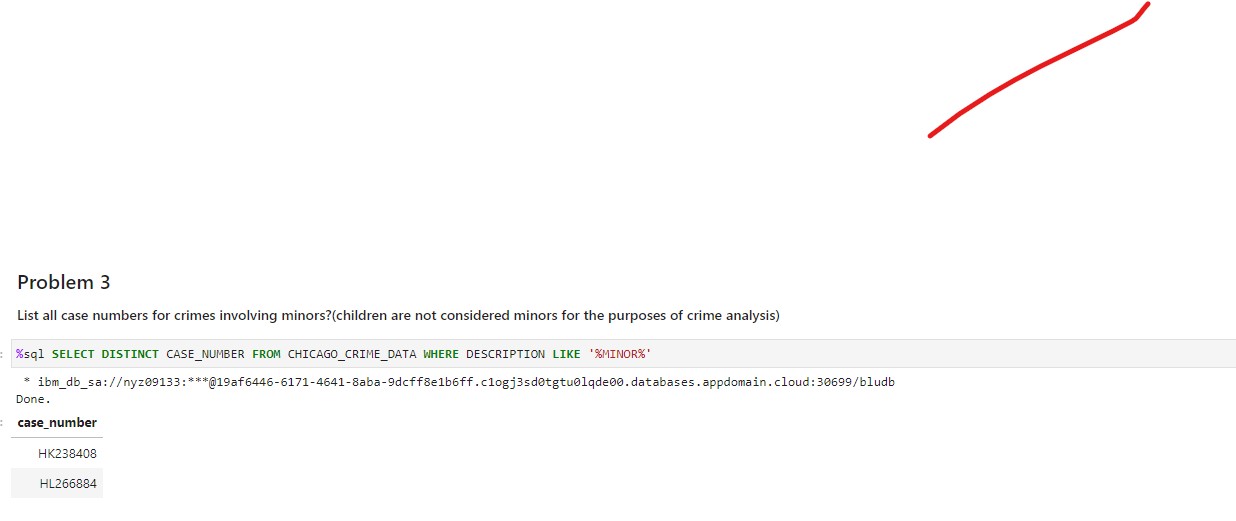 Problem 3
List all case numbers for crimes involving minors?(children are not considered minors for the purposes of crime analysis)
%sql SELECT DISTINCT CASE_NUMBER FROM CHICAGO_CRIME_DATA WHERE DESCRIPTION LIKE '%MINOR%'
* ibm_db_sa://nyz09133:***@19af6446-6171-4641-8aba-9dcff8e1b6ff.c1ogj3sd0tgtu0lqde00.databases.appdomain.cloud:30699/bludb
Done.
case_number
HK238408
HL266884